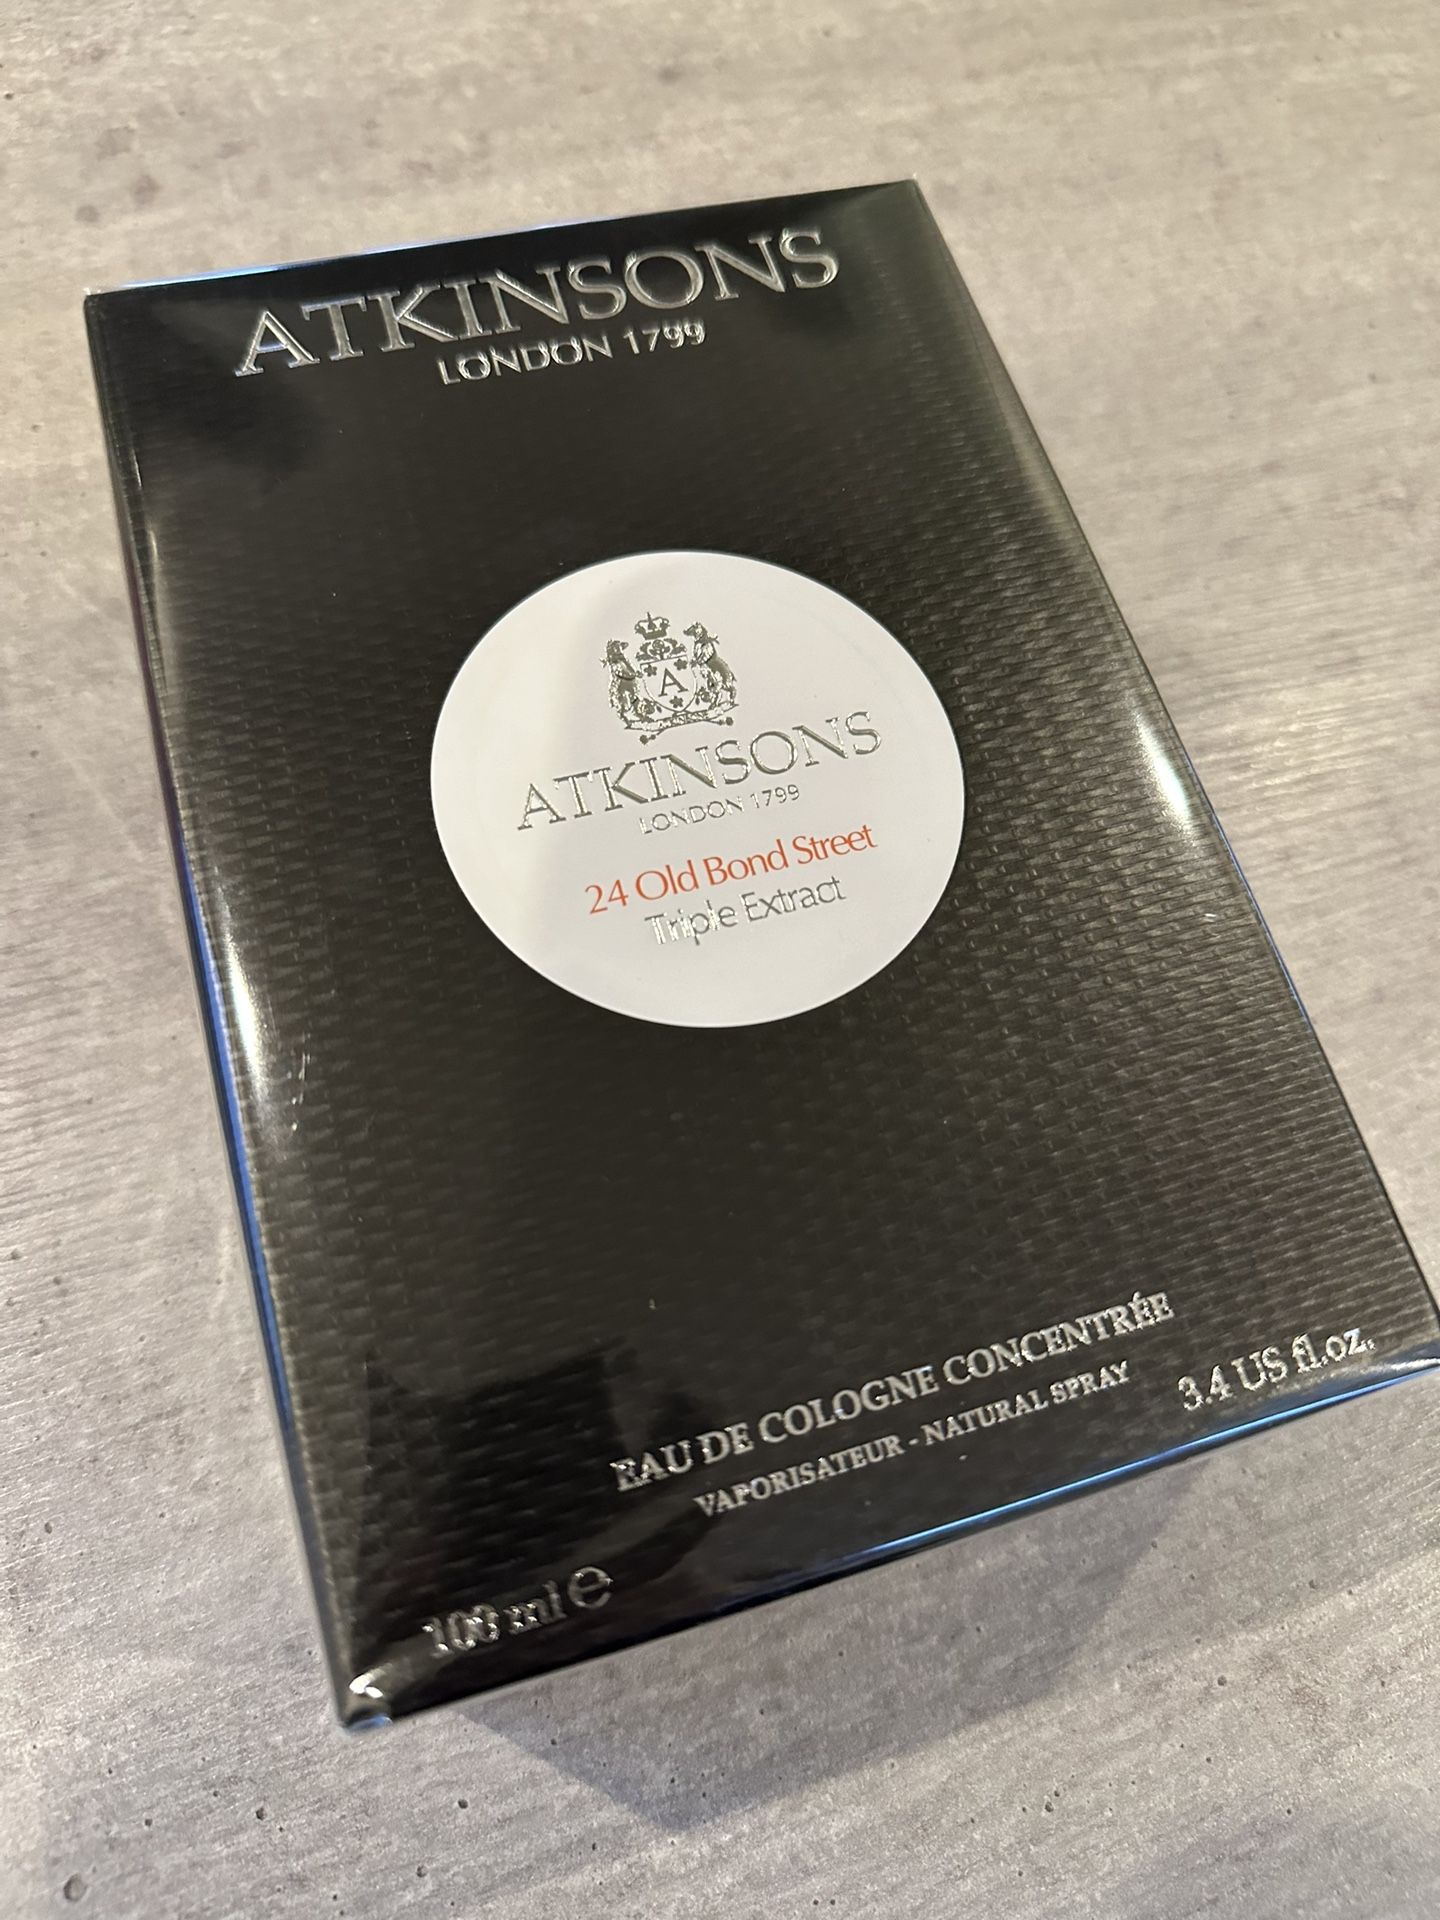 ATKINSONS
LONDON 1799
A
ATKINSONS
LONDON 1799
24 Old Bond Street
Triple Extract
EAU DE COLOGNE CONCENTRÉE
VAPORISATEUR - NATURAL SPRAY
100 ml ℮
3.4 US fl.oz.